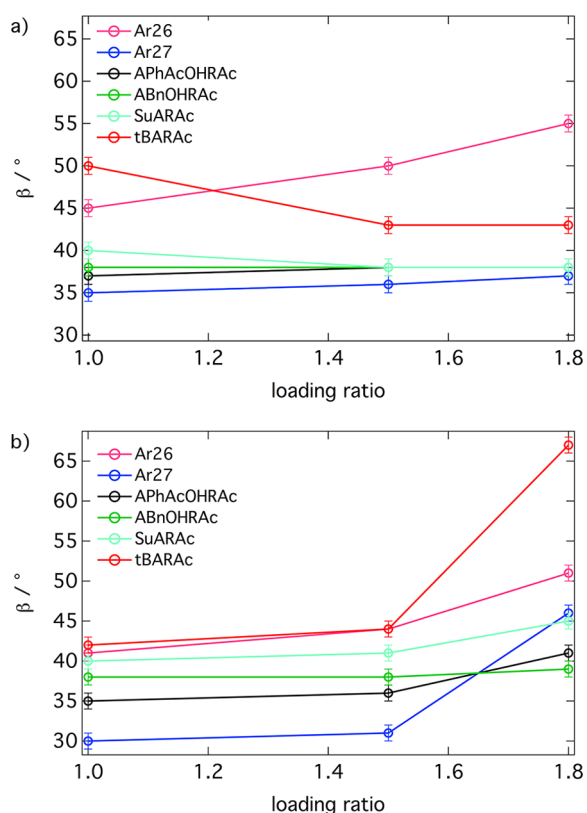 a)
65
60
55
50
45
40
35
30
β / °
Ar26
Ar27
APhAcOHRAc
ABnOHRAc
SuARAc
tBARAc
1.0 1.2 1.4 1.6 1.8
loading ratio
b)
65
60
55
50
45
40
35
30
β / °
Ar26
Ar27
APhAcOHRAc
ABnOHRAc
SuARAc
tBARAc
1.0 1.2 1.4 1.6 1.8
loading ratio